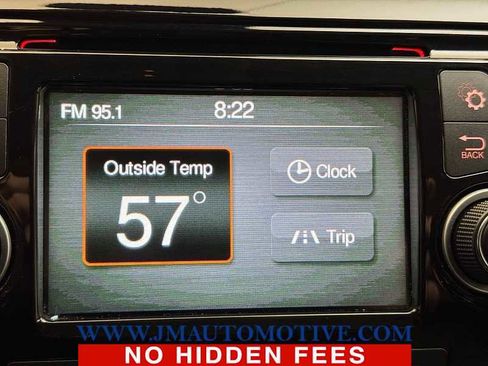 FM 95.1 8:22
Outside Temp
57°
Clock
Trip
BACK
WWW.JMAUTOMOTIVE.COM
NO HIDDEN FEES